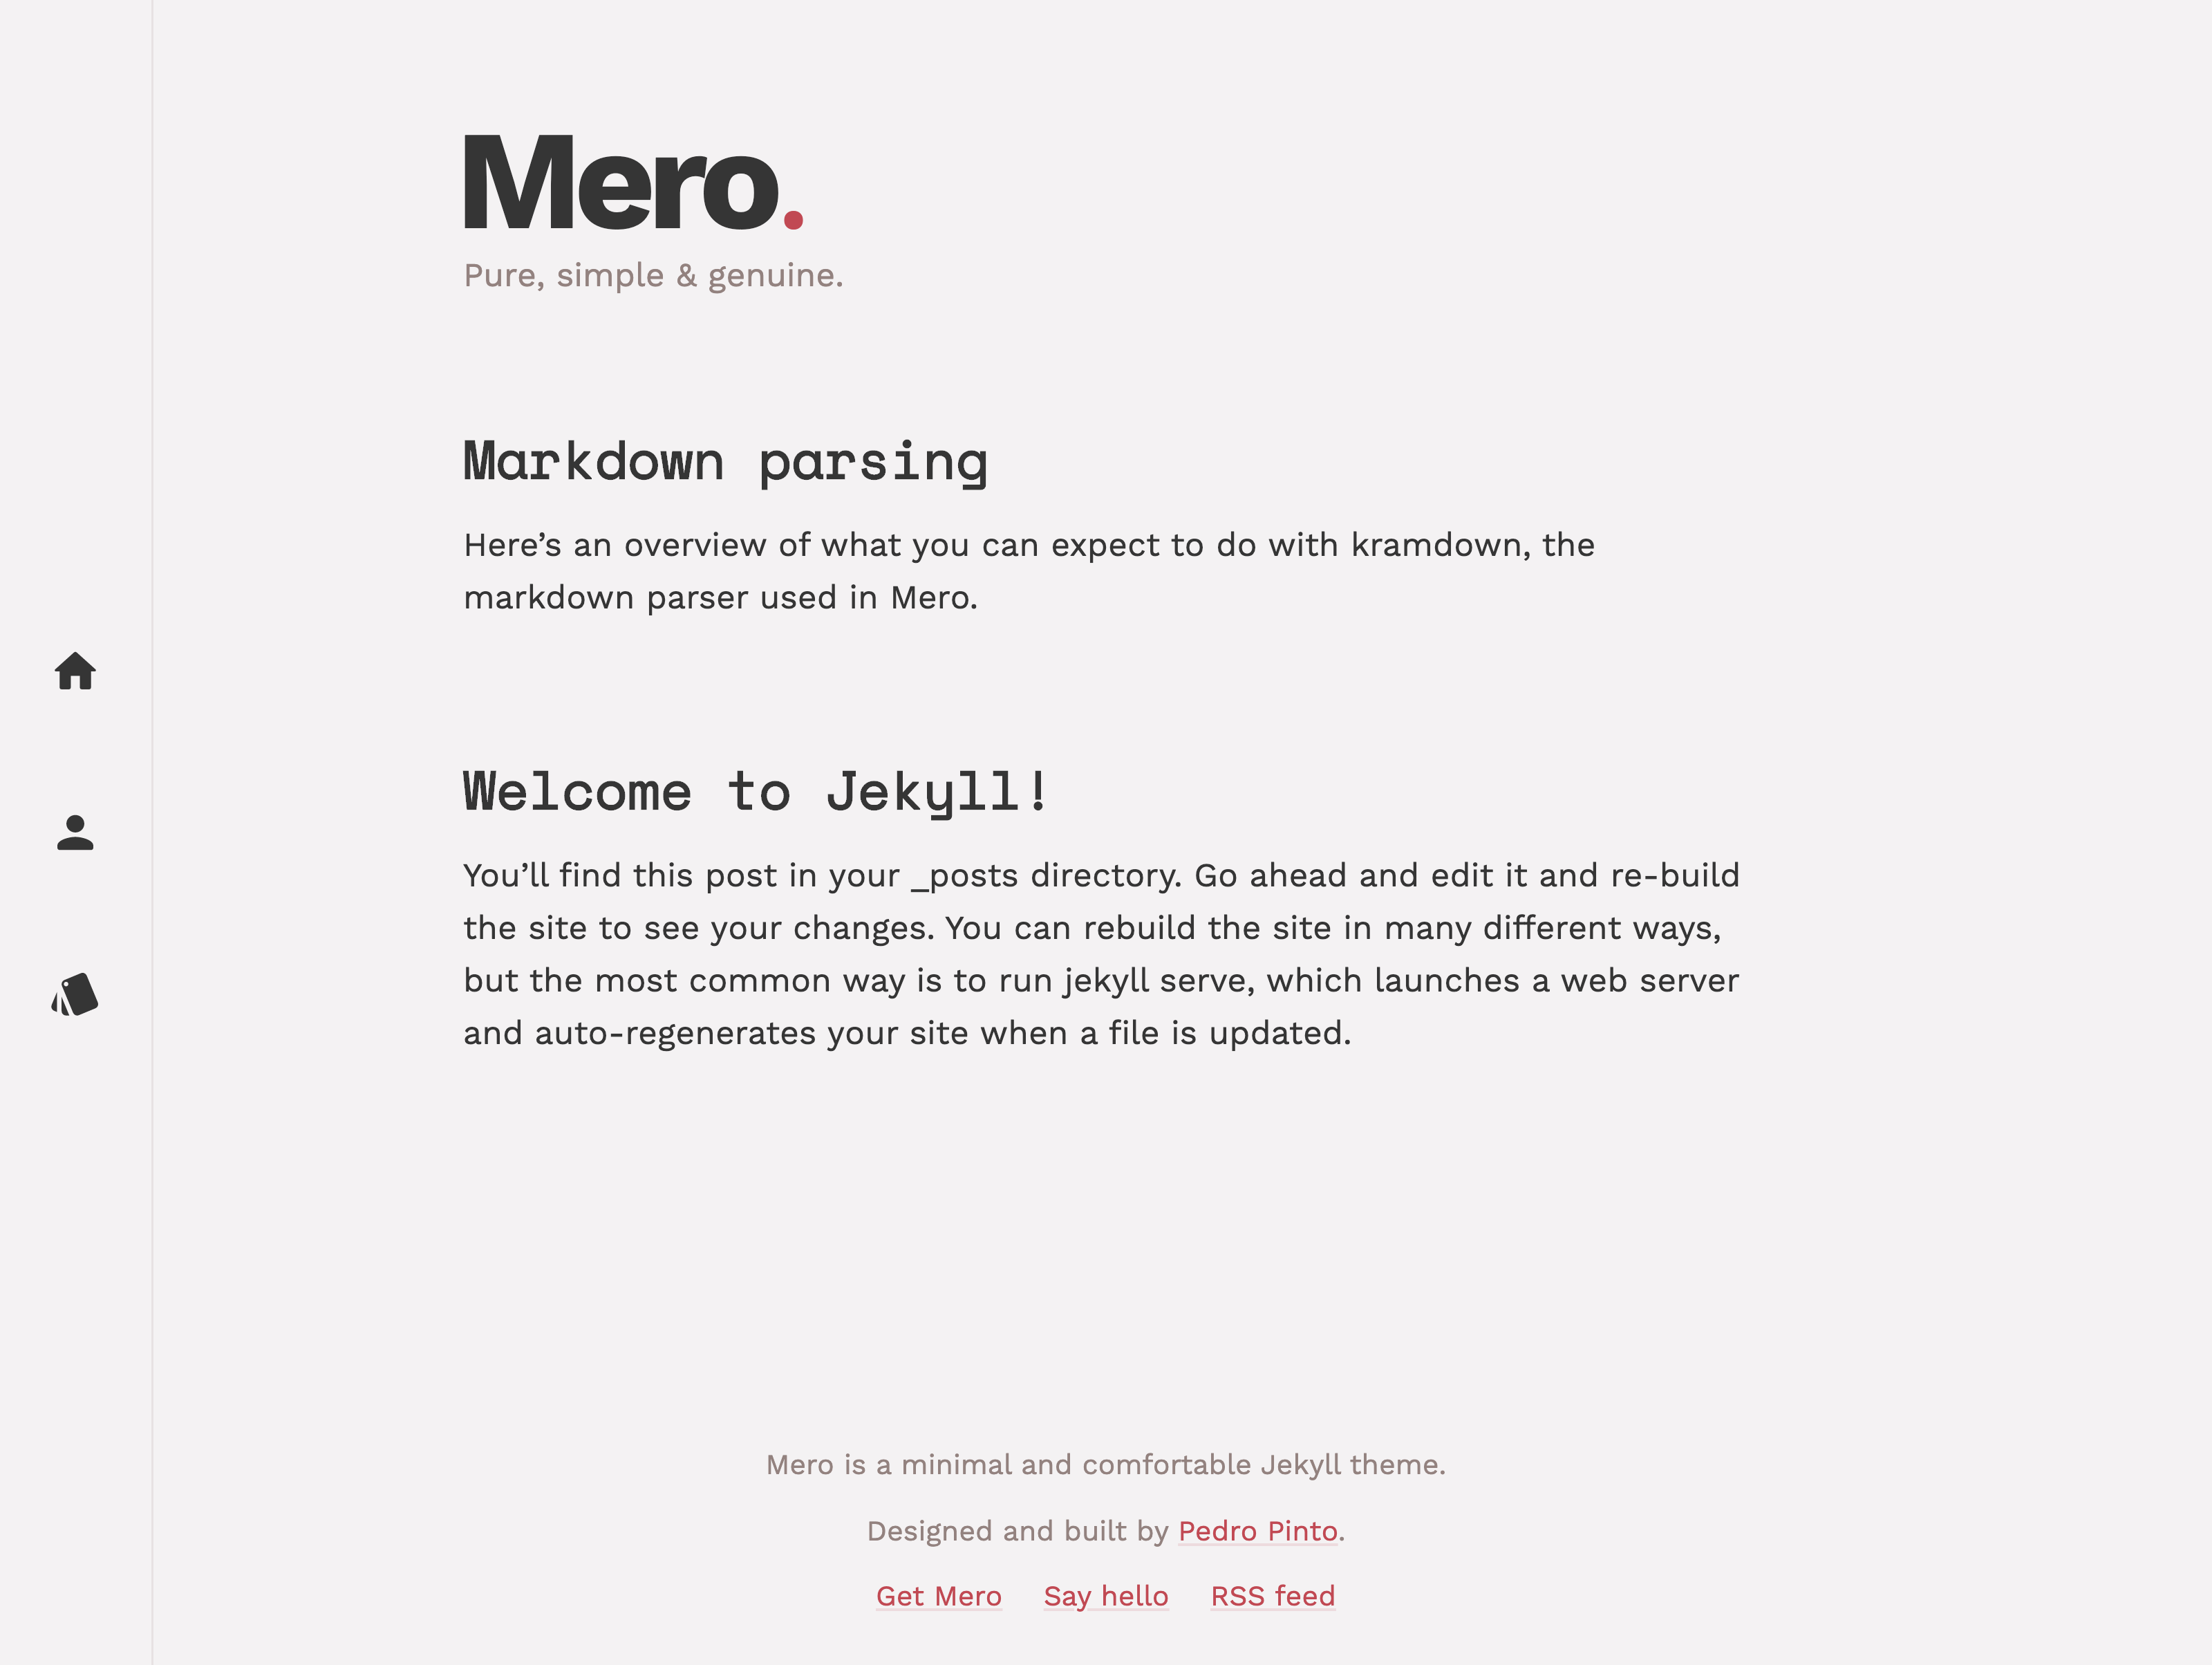 Mero.
Pure, simple & genuine.
Markdown parsing
Here’s an overview of what you can expect to do with kramdown, the
markdown parser used in Mero.
Welcome to Jekyll!
You’ll find this post in your _posts directory. Go ahead and edit it and re-build
the site to see your changes. You can rebuild the site in many different ways,
but the most common way is to run jekyll serve, which launches a web server
and auto-regenerates your site when a file is updated.
Mero is a minimal and comfortable Jekyll theme.
Designed and built by Pedro Pinto.
Get Mero Say hello RSS feed